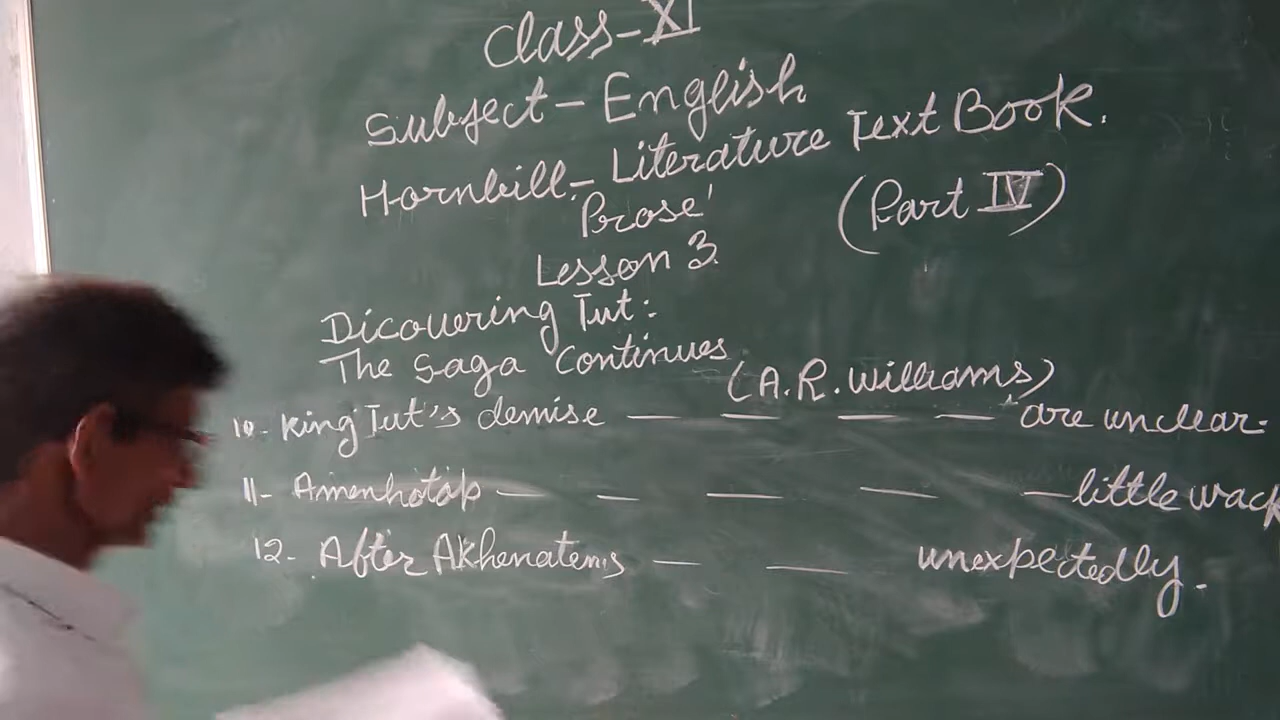 Class-XI
Subject - English
Hornbill - Literature Text Book.
'Prose'
(Part IV)
Lesson 3.
Dicovering Tut:
The Saga Continues
(A.R. Williams)
10- King Tut's demise — — — — are unclear.
11- Amenhotap — — — — — little wack
12- After Akhenaten's — — unexpectedly.